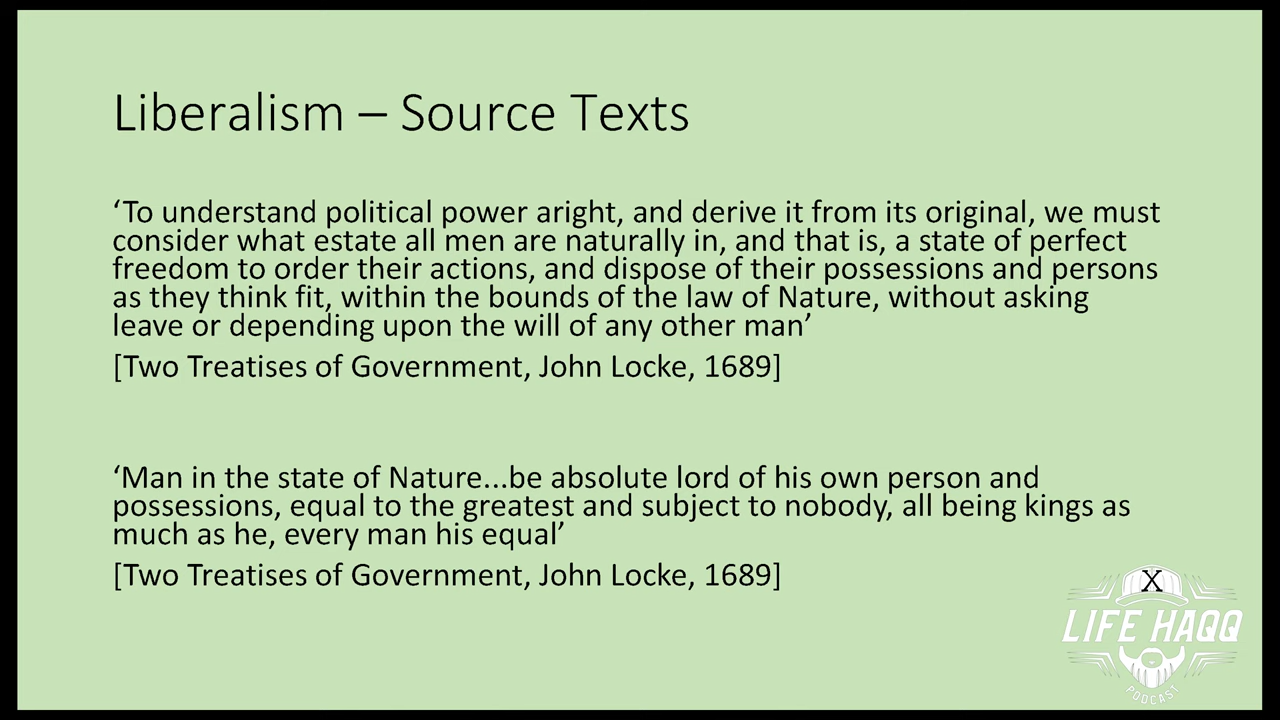 Liberalism – Source Texts
‘To understand political power aright, and derive it from its original, we must
consider what estate all men are naturally in, and that is, a state of perfect
freedom to order their actions, and dispose of their possessions and persons
as they think fit, within the bounds of the law of Nature, without asking
leave or depending upon the will of any other man’
[Two Treatises of Government, John Locke, 1689]
‘Man in the state of Nature...be absolute lord of his own person and
possessions, equal to the greatest and subject to nobody, all being kings as
much as he, every man his equal’
[Two Treatises of Government, John Locke, 1689]
X
LIFE HAQQ
PODCAST